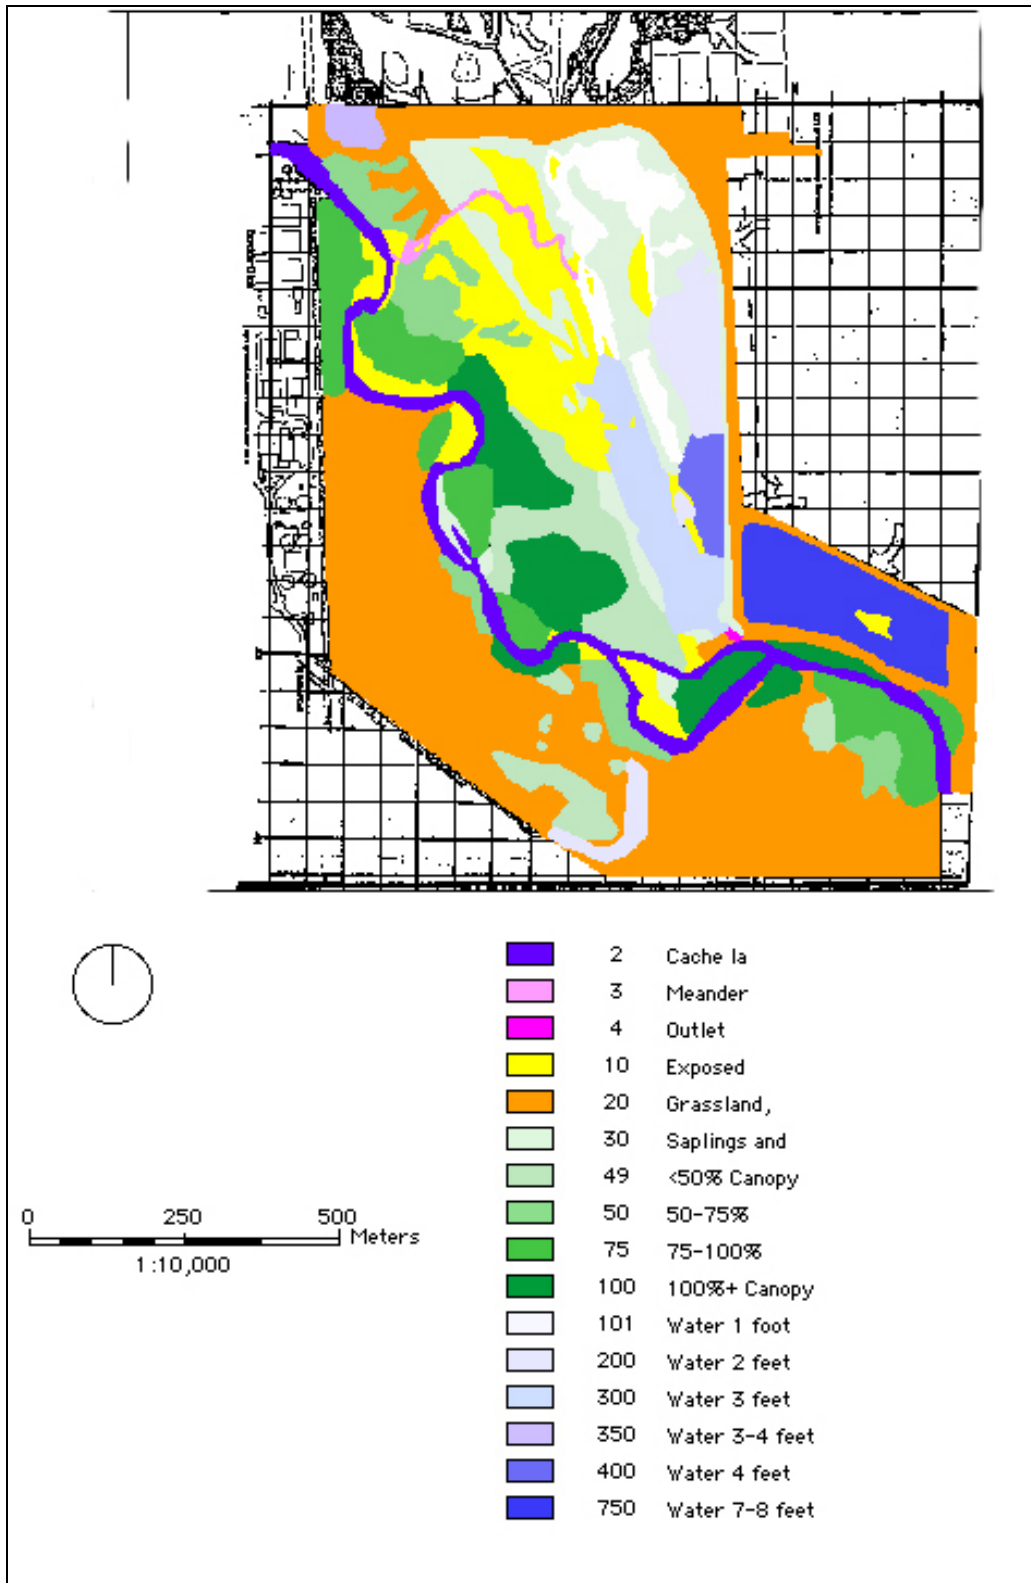 2 Cache la
3 Meander
4 Outlet
10 Exposed
20 Grassland,
30 Saplings and
49 <50% Canopy
50 50-75%
75 75-100%
100 100%+ Canopy
101 Water 1 foot
200 Water 2 feet
300 Water 3 feet
350 Water 3-4 feet
400 Water 4 feet
750 Water 7-8 feet
0 250 500
Meters
1:10,000